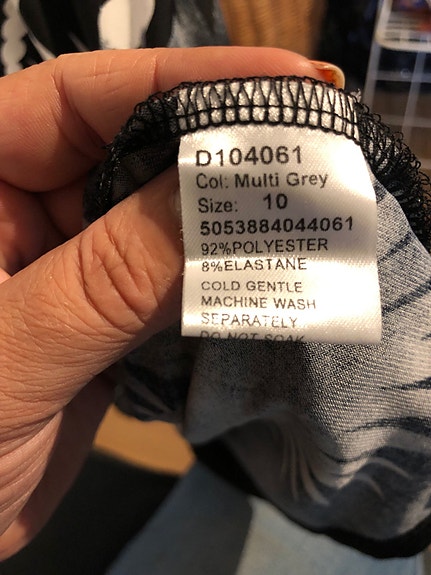 D104061
Col: Multi Grey
Size: 10
5053884044061
92%POLYESTER
8%ELASTANE
COLD GENTLE
MACHINE WASH
SEPARATELY
DO NOT SOAK